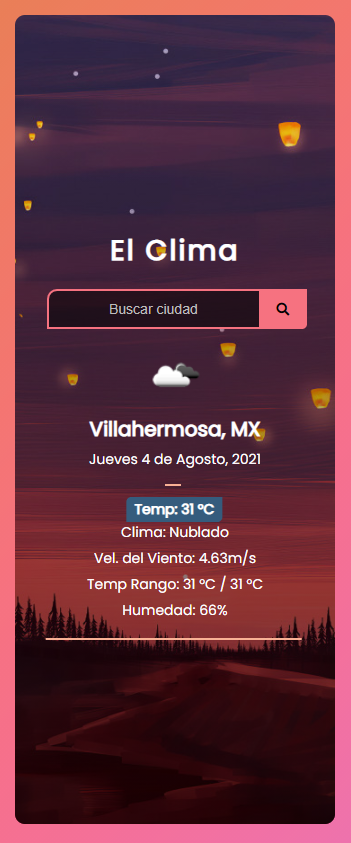 El Clima
Buscar ciudad
Villahermosa, MX
Jueves 4 de Agosto, 2021
Temp: 31 ºC
Clima: Nublado
Vel. del Viento: 4.63m/s
Temp Rango: 31 ºC / 31 ºC
Humedad: 66%